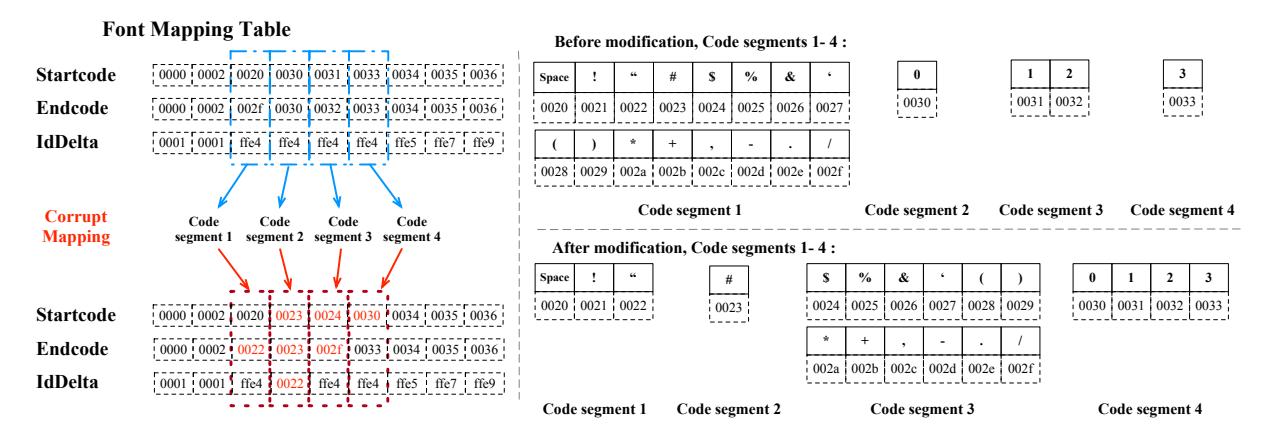 Font Mapping Table
Startcode 0000 0002 0020 0030 0031 0033 0034 0035 0036
Endcode 0000 0002 002f 0030 0032 0033 0034 0035 0036
IdDelta 0001 0001 ffe4 ffe4 ffe4 ffe4 ffe5 ffe7 ffe9
Corrupt
Mapping
Code
segment 1
Code
segment 2
Code
segment 3
Code
segment 4
Startcode 0000 0002 0020 0023 0024 0030 0034 0035 0036
Endcode 0000 0002 0022 0023 002f 0033 0034 0035 0036
IdDelta 0001 0001 ffe4 0022 ffe4 ffe4 ffe5 ffe7 ffe9
Before modification, Code segments 1- 4 :
Space ! “ # $ % & ‘
0020 0021 0022 0023 0024 0025 0026 0027
( ) * + , - . /
0028 0029 002a 002b 002c 002d 002e 002f
0
0030
1 2
0031 0032
3
0033
Code segment 1 Code segment 2 Code segment 3 Code segment 4
After modification, Code segments 1- 4 :
Space ! “
0020 0021 0022
#
0023
$ % & ‘ ( )
0024 0025 0026 0027 0028 0029
* + , - . /
002a 002b 002c 002d 002e 002f
0 1 2 3
0030 0031 0032 0033
Code segment 1 Code segment 2 Code segment 3 Code segment 4